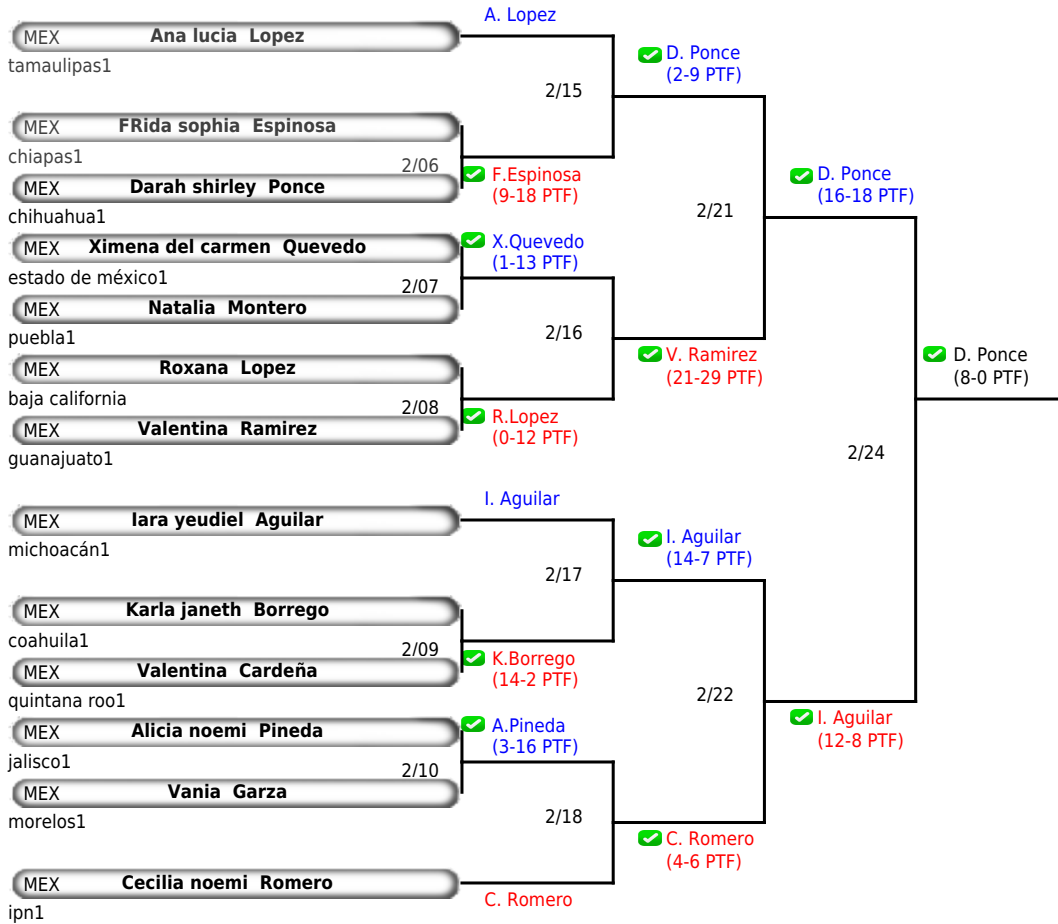 A. Lopez
MEX Ana lucia Lopez
tamaulipas1
D. Ponce
(2-9 PTF)
2/15
MEX FRida sophia Espinosa
chiapas1
2/06
F.Espinosa
(9-18 PTF)
MEX Darah shirley Ponce
chihuahua1
D. Ponce
(16-18 PTF)
2/21
MEX Ximena del carmen Quevedo
estado de méxico1
X.Quevedo
(1-13 PTF)
2/07
MEX Natalia Montero
puebla1
2/16
V. Ramirez
(21-29 PTF)
D. Ponce
(8-0 PTF)
MEX Roxana Lopez
baja california
2/08
R.Lopez
(0-12 PTF)
MEX Valentina Ramirez
guanajuato1
2/24
I. Aguilar
MEX Iara yeudiel Aguilar
michoacán1
I. Aguilar
(14-7 PTF)
2/17
MEX Karla janeth Borrego
coahuila1
2/09
K.Borrego
(14-2 PTF)
MEX Valentina Cardeña
quintana roo1
2/22
I. Aguilar
(12-8 PTF)
MEX Alicia noemi Pineda
jalisco1
A.Pineda
(3-16 PTF)
2/10
MEX Vania Garza
morelos1
2/18
C. Romero
(4-6 PTF)
MEX Cecilia noemi Romero
ipn1
C. Romero